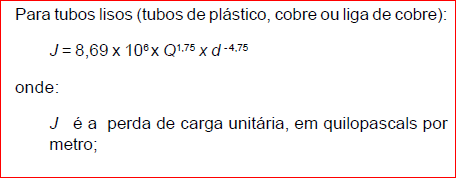 Para tubos lisos (tubos de plástico, cobre ou liga de cobre):
J = 8,69 x 10⁶ x Q¹,⁷⁵ x d ⁻⁴,⁷⁵
onde:
J é a perda de carga unitária, em quilopascals por
metro;